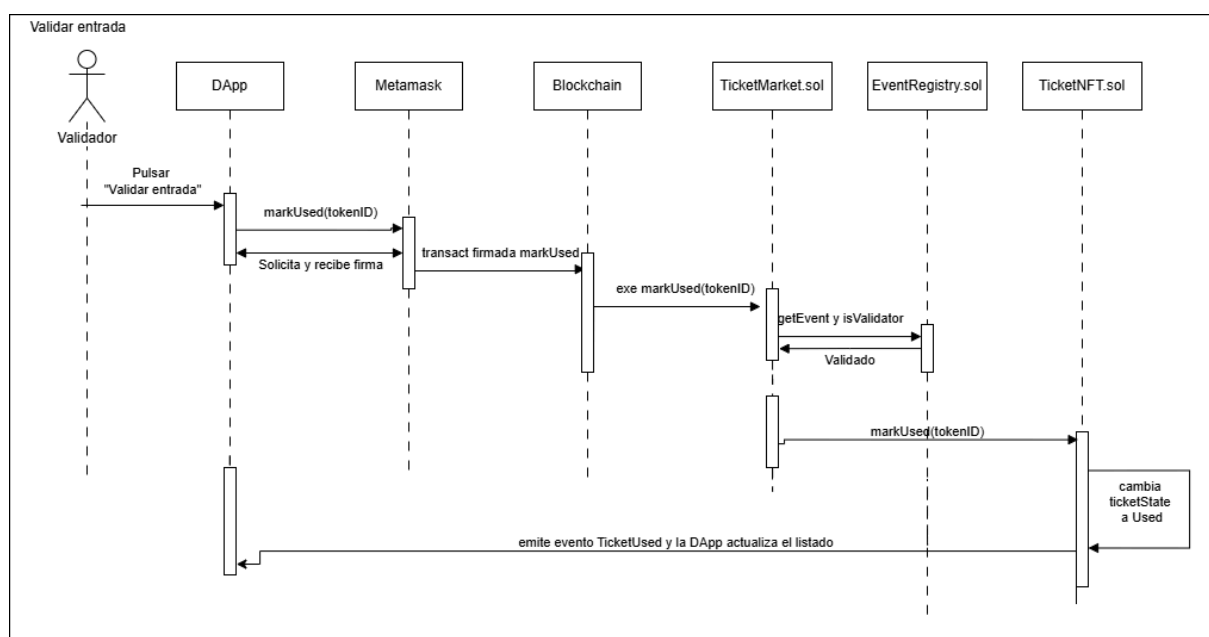 Validar entrada
DApp
Metamask
Blockchain
TicketMarket.sol
EventRegistry.sol
TicketNFT.sol
Validador
Pulsar
"Validar entrada"
markUsed(tokenID)
Solicita y recibe firma
transact firmada markUsed
exe markUsed(tokenID)
getEvent y isValidator
Validado
markUsed(tokenID)
cambia
ticketState
a Used
emite evento TicketUsed y la DApp actualiza el listado